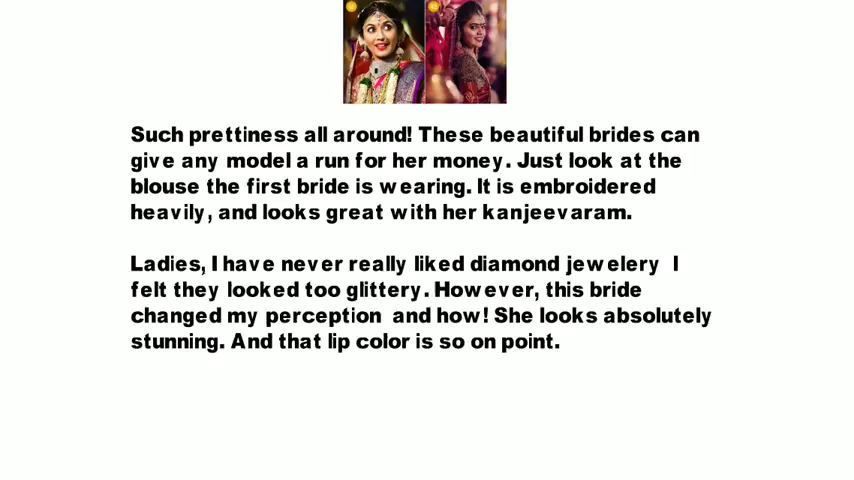 Such prettiness all around! These beautiful brides can
give any model a run for her money. Just look at the
blouse the first bride is wearing. It is embroidered
heavily, and looks great with her kanjeevaram.
Ladies, I have never really liked diamond jewelery I
felt they looked too glittery. However, this bride
changed my perception and how! She looks absolutely
stunning. And that lip color is so on point.